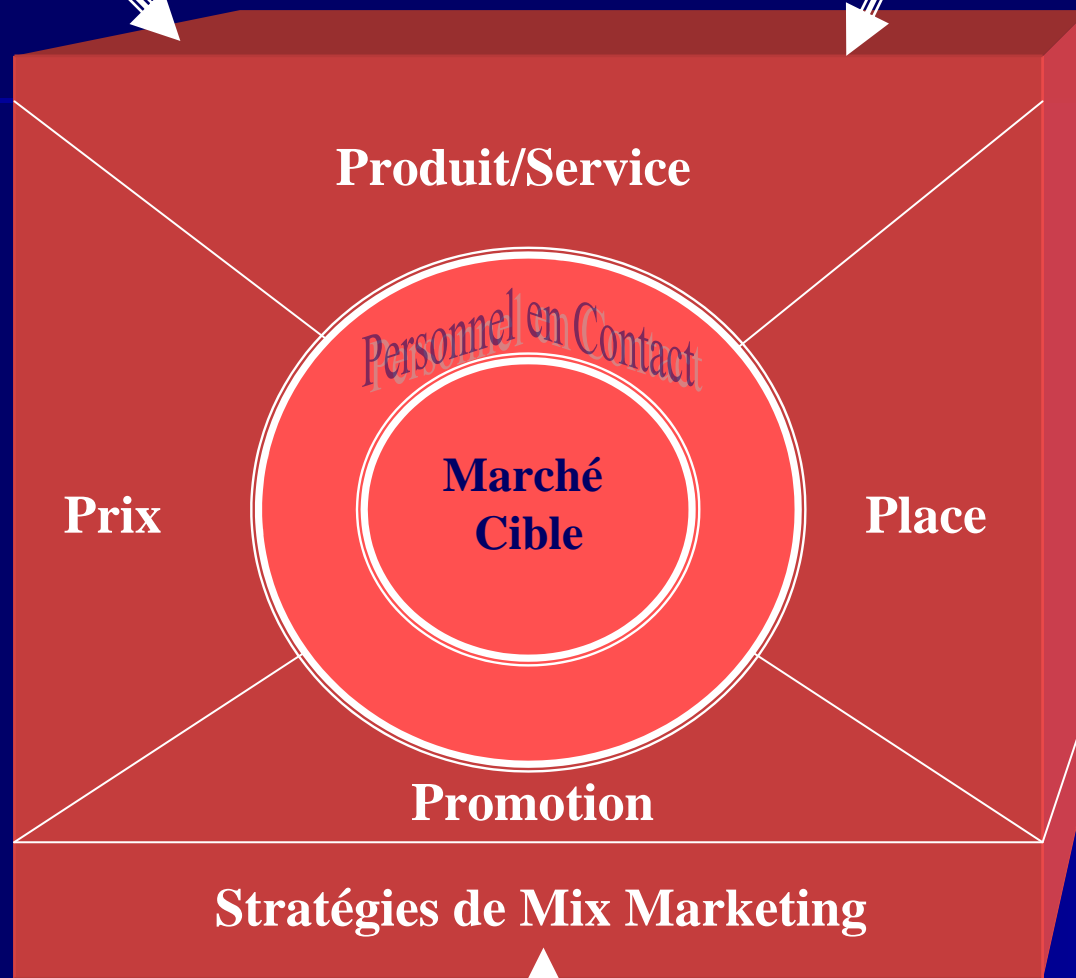 Produit/Service
Personnel en Contact
Marché
Cible
Prix
Place
Promotion
Stratégies de Mix Marketing